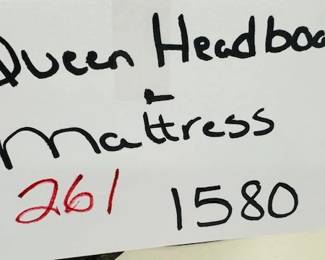 Queen Headboa
&
Mattress
261 1580